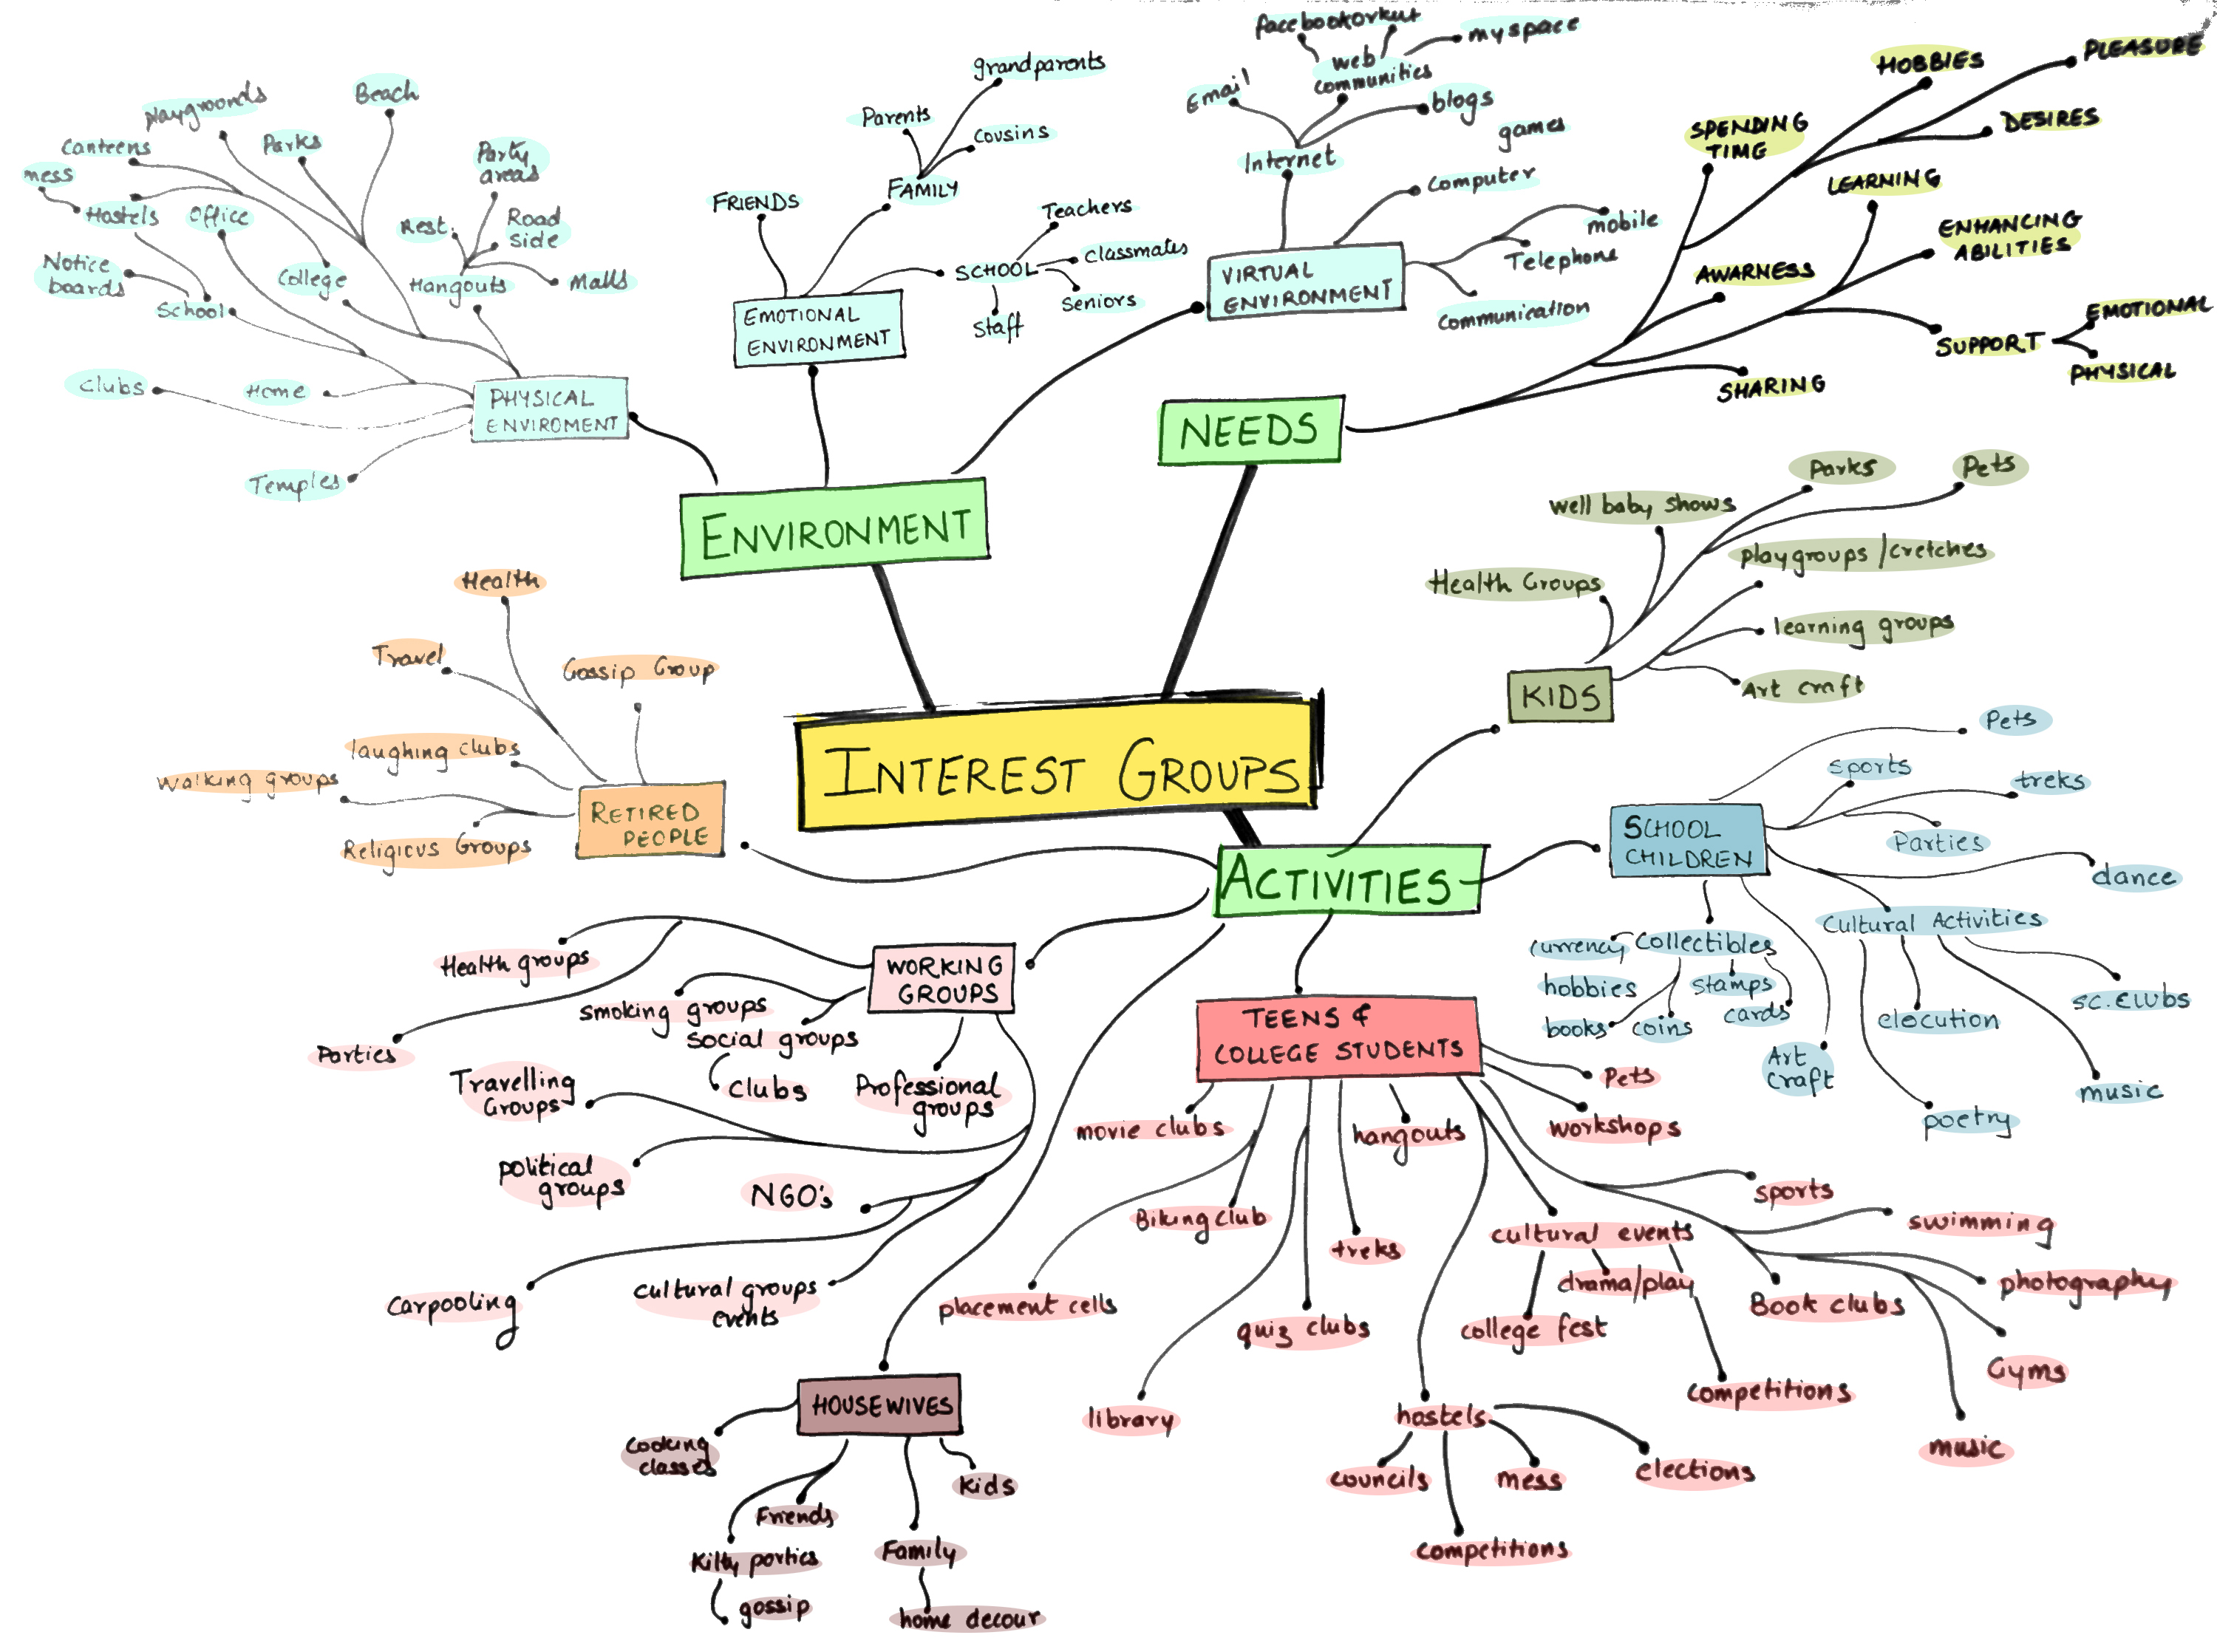 INTEREST GROUPS
ENVIRONMENT
PHYSICAL
ENVIROMENT
Beach
playgroonds
Parks
Canteens
mess
Hostels
Office
Notice
boards
School
College
Party
areas
Rest.
Road
side
Hangouts
Malls
Clubs
Home
Temples
EMOTIONAL
ENVIRONMENT
FRIENDS
FAMILY
Parents
grandparents
Cousins
SCHOOL
Teachers
classmates
Seniors
Staff
VIRTUAL
ENVIRONMENT
Internet
Email
web
communities
facebook
orkut
myspace
blogs
games
Computer
mobile
Telephone
Communication
NEEDS
SPENDING
TIMG
HOBBIES
PLEASURE
DESIRES
LEARNING
ENHANCING
ABILITIES
AWARNESS
SUPPORT
EMOTIONAL
PHYSICAL
SHARING
ACTIVITIES
KIDS
Health Groups
Well baby shows
Parks
Pets
playgroups/cretches
learning groups
Art craft
SCHOOL
CHILDREN
Pets
sports
treks
Parties
dance
Cultural Activities
sc. clubs
music
elocution
poetry
Art
craft
Collectibles
currency
hobbies
books
coins
stamps
cards
TEENS &
COLLEGE STUDENTS
Pets
workshops
hangouts
movie clubs
Biking club
treks
placement cells
quiz clubs
library
sports
swimming
photography
Gyms
music
Book clubs
cultural events
drama/play
college fest
competitions
hostels
councils
mess
elections
competitions
HOUSEWIVES
Cooking
classes
Friends
Kitty parties
gossip
Family
home decour
kids
WORKING
GROUPS
Health groups
Parties
smoking groups
social groups
clubs
Professional
groups
Travelling
Groups
political
groups
NGO's
Carpooling
cultural groups
events
RETIRED
PEOPLE
Health
Travel
Gossip Group
laughing clubs
walking groups
Religious Groups